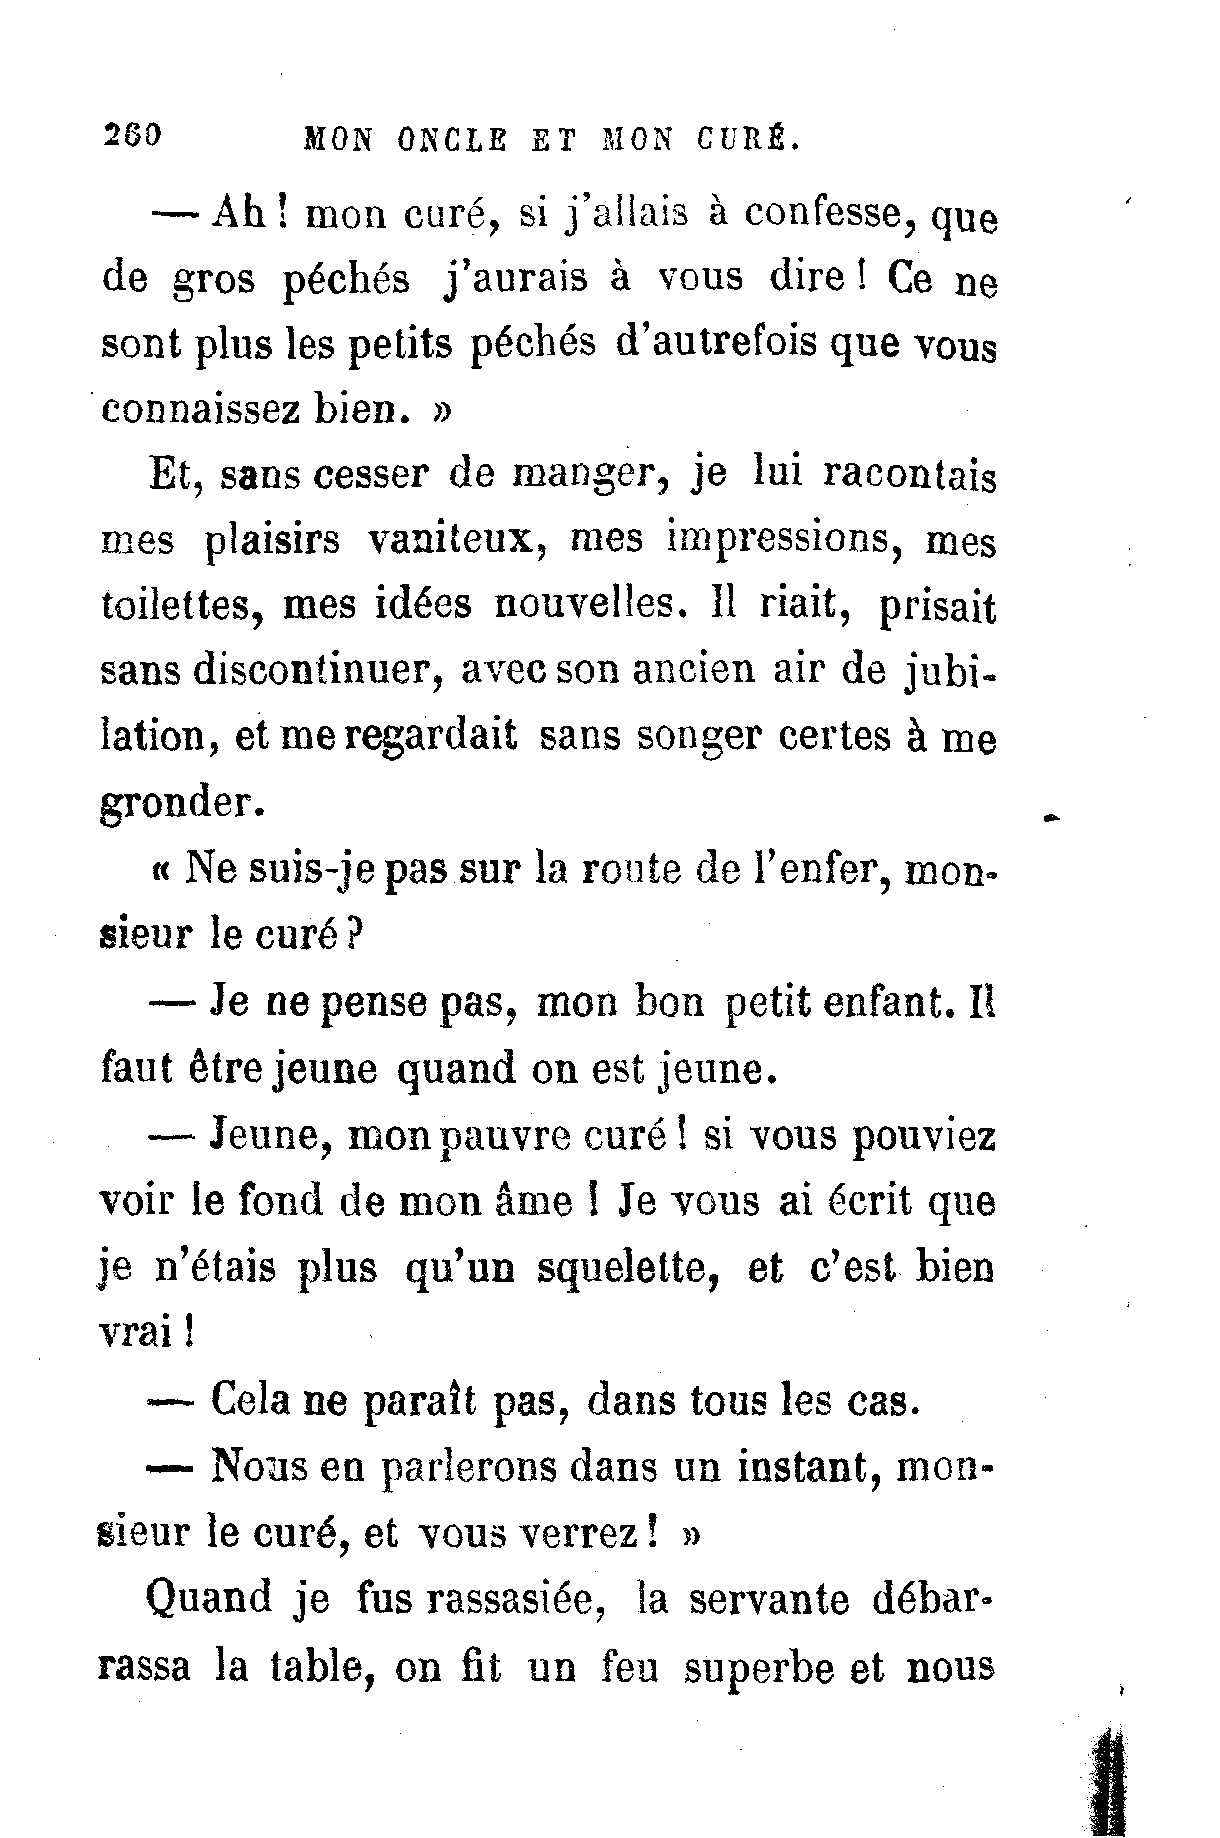 260 MON ONCLE ET MON CURÉ.
— Ah ! mon curé, si j'allais à confesse, que
de gros péchés j'aurais à vous dire ! Ce ne
sont plus les petits péchés d'autrefois que vous
connaissez bien. »
Et, sans cesser de manger, je lui racontais
mes plaisirs vaniteux, mes impressions, mes
toilettes, mes idées nouvelles. Il riait, prisait
sans discontinuer, avec son ancien air de jubi-
lation, et me regardait sans songer certes à me
gronder.
« Ne suis-je pas sur la route de l'enfer, mon-
sieur le curé ?
— Je ne pense pas, mon bon petit enfant. Il
faut être jeune quand on est jeune.
— Jeune, mon pauvre curé ! si vous pouviez
voir le fond de mon âme ! Je vous ai écrit que
je n'étais plus qu'un squelette, et c'est bien
vrai !
— Cela ne paraît pas, dans tous les cas.
— Nous en parlerons dans un instant, mon-
sieur le curé, et vous verrez ! »
Quand je fus rassasiée, la servante débar-
rassa la table, on fit un feu superbe et nous